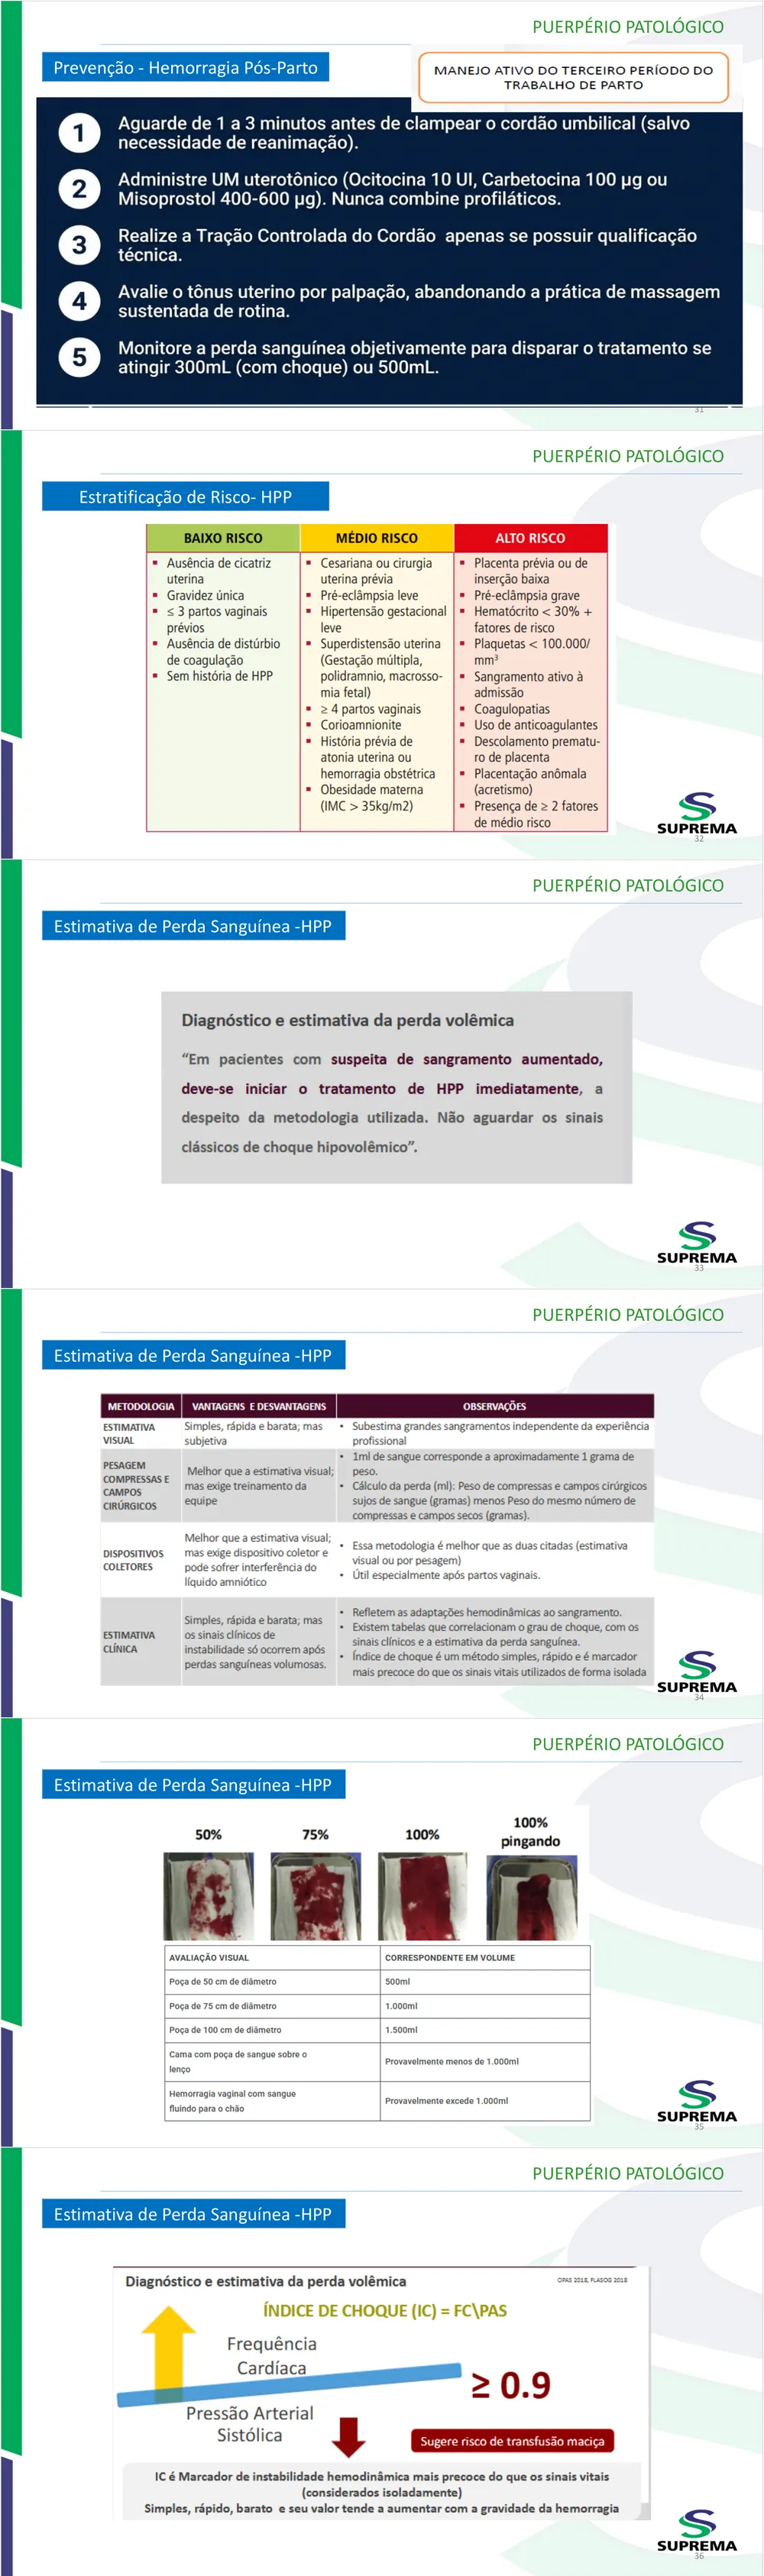 PUERPÉRIO PATOLÓGICO
Prevenção - Hemorragia Pós-Parto
MANEJO ATIVO DO TERCEIRO PERÍODO DO
TRABALHO DE PARTO
1
Aguarde de 1 a 3 minutos antes de clampear o cordão umbilical (salvo
necessidade de reanimação).
2
Administre UM uterotônico (Ocitocina 10 UI, Carbetocina 100 µg ou
Misoprostol 400-600 µg). Nunca combine profiláticos.
3
Realize a Tração Controlada do Cordão apenas se possuir qualificação
técnica.
4
Avalie o tônus uterino por palpação, abandonando a prática de massagem
sustentada de rotina.
5
Monitore a perda sanguínea objetivamente para disparar o tratamento se
atingir 300mL (com choque) ou 500mL.
31
PUERPÉRIO PATOLÓGICO
Estratificação de Risco- HPP
BAIXO RISCO
▪ Ausência de cicatriz
uterina
▪ Gravidez única
▪ ≤ 3 partos vaginais
prévios
▪ Ausência de distúrbio
de coagulação
▪ Sem história de HPP
MÉDIO RISCO
▪ Cesariana ou cirurgia
uterina prévia
▪ Pré-eclâmpsia leve
▪ Hipertensão gestacional
leve
▪ Superdistensão uterina
(Gestação múltipla,
polidramnio, macrosso-
mia fetal)
▪ ≥ 4 partos vaginais
▪ Corioamnionite
▪ História prévia de
atonia uterina ou
hemorragia obstétrica
▪ Obesidade materna
(IMC > 35kg/m2)
ALTO RISCO
▪ Placenta prévia ou de
inserção baixa
▪ Pré-eclâmpsia grave
▪ Hematócrito < 30% +
fatores de risco
▪ Plaquetas < 100.000/
mm³
▪ Sangramento ativo à
admissão
▪ Coagulopatias
▪ Uso de anticoagulantes
▪ Descolamento prematu-
ro de placenta
▪ Placentação anômala
(acretismo)
▪ Presença de ≥ 2 fatores
de médio risco
SUPREMA
32
PUERPÉRIO PATOLÓGICO
Estimativa de Perda Sanguínea -HPP
Diagnóstico e estimativa da perda volêmica
“Em pacientes com suspeita de sangramento aumentado,
deve-se iniciar o tratamento de HPP imediatamente, a
despeito da metodologia utilizada. Não aguardar os sinais
clássicos de choque hipovolêmico”.
SUPREMA
33
PUERPÉRIO PATOLÓGICO
Estimativa de Perda Sanguínea -HPP
METODOLOGIA VANTAGENS E DESVANTAGENS OBSERVAÇÕES
ESTIMATIVA
VISUAL
Simples, rápida e barata; mas
subjetiva
• Subestima grandes sangramentos independente da experiência
profissional
PESAGEM
COMPRESSAS E
CAMPOS
CIRÚRGICOS
Melhor que a estimativa visual;
mas exige treinamento da
equipe
• 1ml de sangue corresponde a aproximadamente 1 grama de
peso.
• Cálculo da perda (ml): Peso de compressas e campos cirúrgicos
sujos de sangue (gramas) menos Peso do mesmo número de
compressas e campos secos (gramas).
DISPOSITIVOS
COLETORES
Melhor que a estimativa visual;
mas exige dispositivo coletor e
pode sofrer interferência do
líquido amniótico
• Essa metodologia é melhor que as duas citadas (estimativa
visual ou por pesagem)
• Útil especialmente após partos vaginais.
ESTIMATIVA
CLÍNICA
Simples, rápida e barata; mas
os sinais clínicos de
instabilidade só ocorrem após
perdas sanguíneas volumosas.
• Refletem as adaptações hemodinâmicas ao sangramento.
• Existem tabelas que correlacionam o grau de choque, com os
sinais clínicos e a estimativa da perda sanguínea.
• Índice de choque é um método simples, rápido e é marcador
mais precoce do que os sinais vitais utilizados de forma isolada
SUPREMA
34
PUERPÉRIO PATOLÓGICO
Estimativa de Perda Sanguínea -HPP
50% 75% 100% 100%
pingando
AVALIAÇÃO VISUAL CORRESPONDENTE EM VOLUME
Poça de 50 cm de diâmetro 500ml
Poça de 75 cm de diâmetro 1.000ml
Poça de 100 cm de diâmetro 1.500ml
Cama com poça de sangue sobre o
lenço
Provavelmente menos de 1.000ml
Hemorragia vaginal com sangue
fluindo para o chão
Provavelmente excede 1.000ml
SUPREMA
35
PUERPÉRIO PATOLÓGICO
Estimativa de Perda Sanguínea -HPP
Diagnóstico e estimativa da perda volêmica
OPAS 2018, FLASOG 2018
ÍNDICE DE CHOQUE (IC) = FC\PAS
Frequência
Cardíaca
≥ 0.9
Pressão Arterial
Sistólica
Sugere risco de transfusão maciça
IC é Marcador de instabilidade hemodinâmica mais precoce do que os sinais vitais
(considerados isoladamente)
Simples, rápido, barato e seu valor tende a aumentar com a gravidade da hemorragia
SUPREMA
36